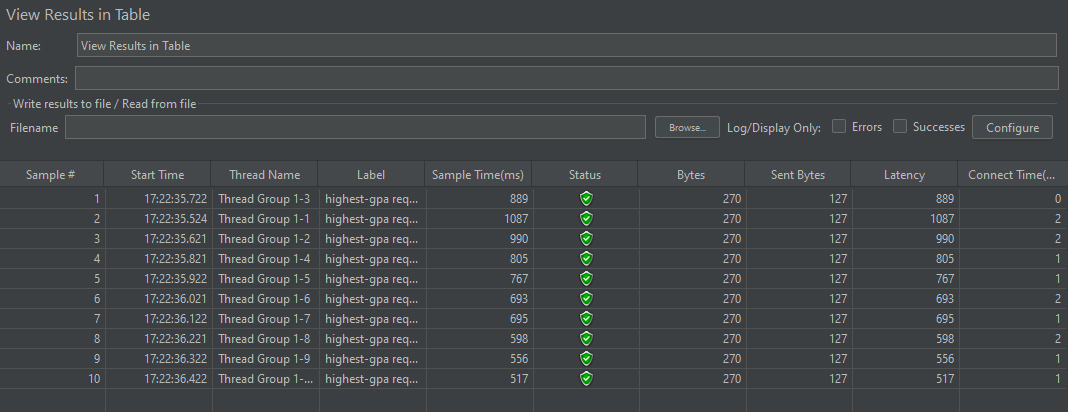 View Results in Table
Name: View Results in Table
Comments:
Write results to file / Read from file
Filename Browse... Log/Display Only: Errors Successes Configure
Sample # Start Time Thread Name Label Sample Time(ms) Status Bytes Sent Bytes Latency Connect Time(...
1 17:22:35.722 Thread Group 1-3 highest-gpa req... 889 270 127 889 0
2 17:22:35.524 Thread Group 1-1 highest-gpa req... 1087 270 127 1087 2
3 17:22:35.621 Thread Group 1-2 highest-gpa req... 990 270 127 990 2
4 17:22:35.821 Thread Group 1-4 highest-gpa req... 805 270 127 805 1
5 17:22:35.922 Thread Group 1-5 highest-gpa req... 767 270 127 767 1
6 17:22:36.021 Thread Group 1-6 highest-gpa req... 693 270 127 693 2
7 17:22:36.122 Thread Group 1-7 highest-gpa req... 695 270 127 695 1
8 17:22:36.221 Thread Group 1-8 highest-gpa req... 598 270 127 598 2
9 17:22:36.322 Thread Group 1-9 highest-gpa req... 556 270 127 556 1
10 17:22:36.422 Thread Group 1-... highest-gpa req... 517 270 127 517 1